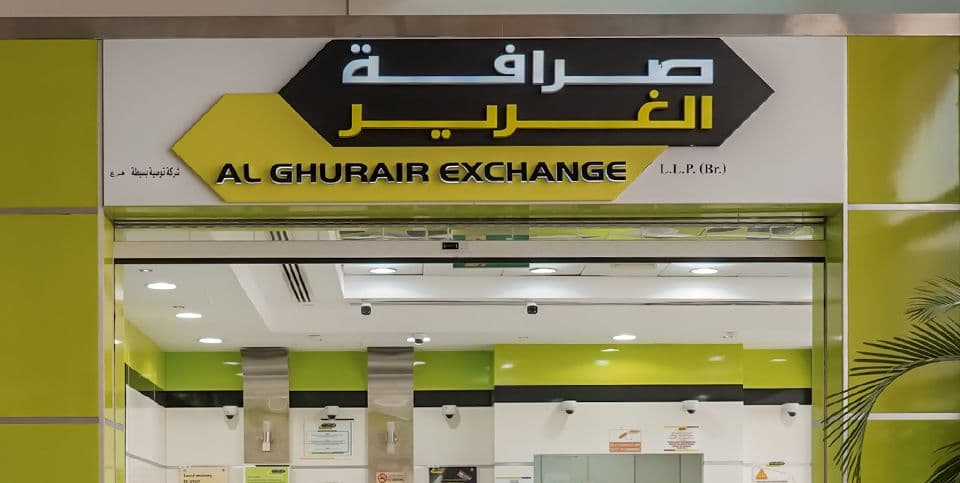 صرافة
الغرير
AL GHURAIR EXCHANGE
L.L.P. (Br.)
شركة توصية بسيطة فرع